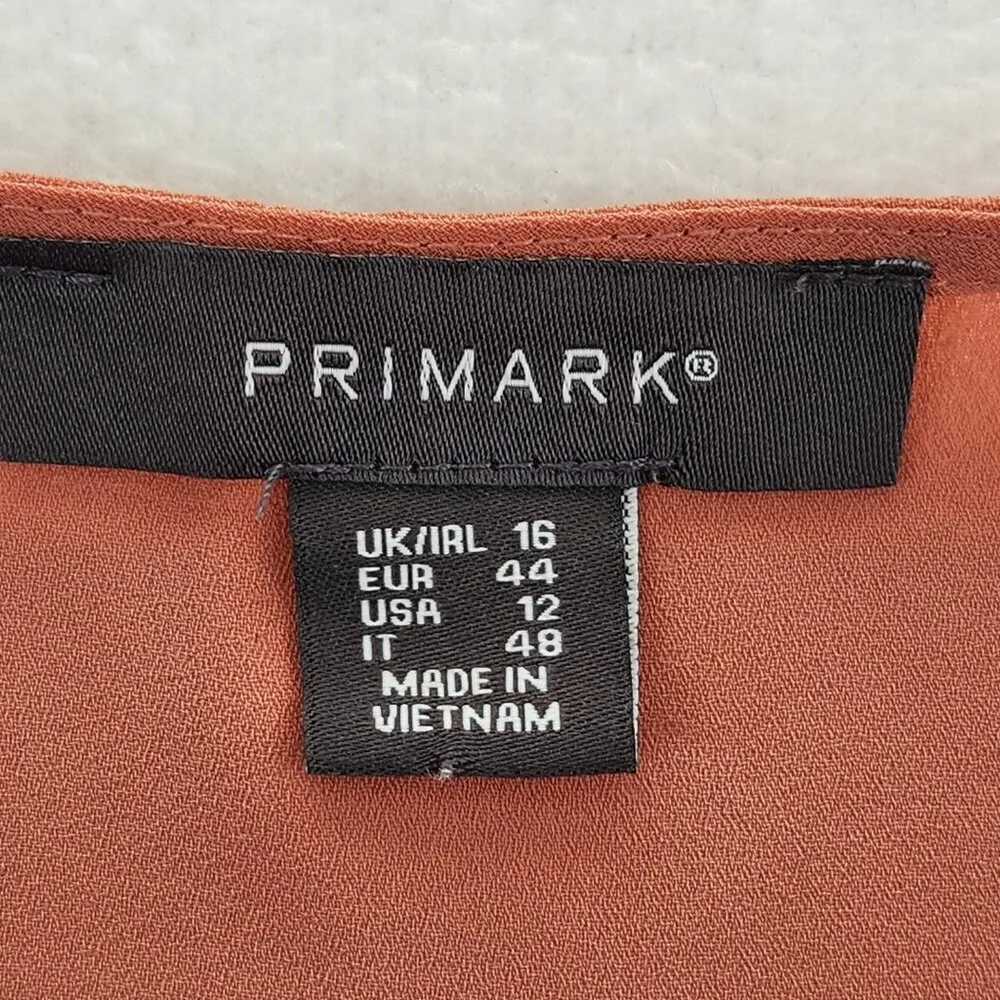 PRIMARK®
UK/IRL 16
EUR 44
USA 12
IT 48
MADE IN
VIETNAM